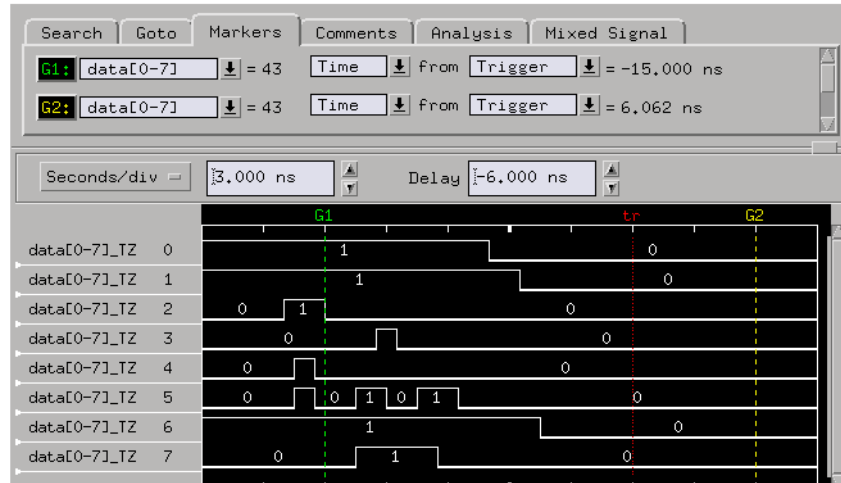 Search Goto Markers Comments Analysis Mixed Signal
G1: data[0-7] = 43 Time from Trigger = -15.000 ns
G2: data[0-7] = 43 Time from Trigger = 6.062 ns
Seconds/div 3.000 ns Delay -6.000 ns
G1 tr G2
data[0-7]_TZ 0 1 0
data[0-7]_TZ 1 1 0
data[0-7]_TZ 2 0 1 0
data[0-7]_TZ 3 0 0
data[0-7]_TZ 4 0 0
data[0-7]_TZ 5 0 0 1 0 1 0
data[0-7]_TZ 6 1 0
data[0-7]_TZ 7 0 1 0